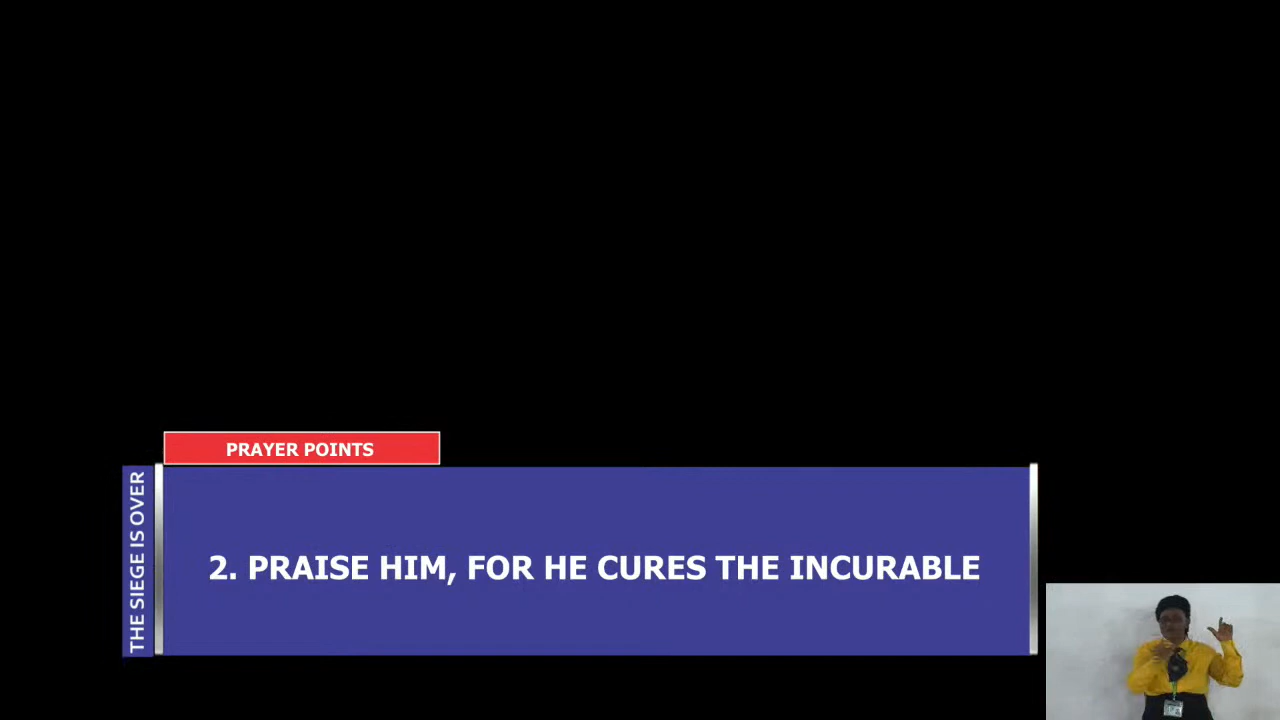 PRAYER POINTS
THE SIEGE IS OVER
2. PRAISE HIM, FOR HE CURES THE INCURABLE